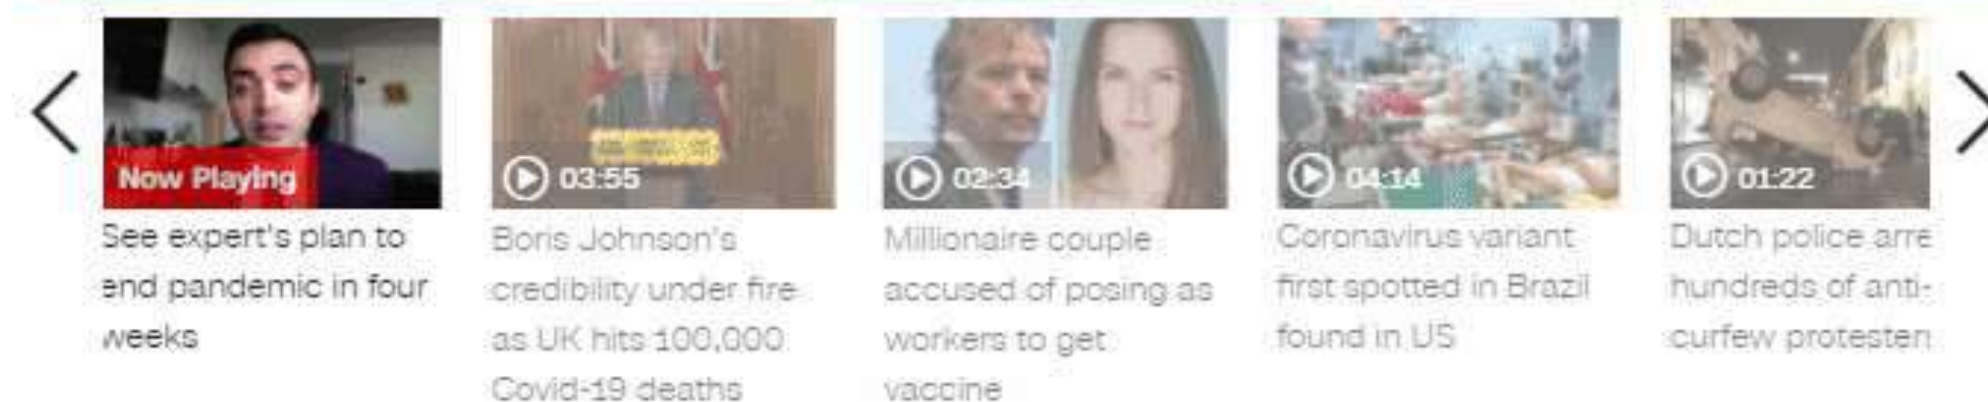 Now Playing
03:55
02:34
04:14
01:22
See expert's plan to
end pandemic in four
weeks
Boris Johnson's
credibility under fire
as UK hits 100,000
Covid-19 deaths
Millionaire couple
accused of posing as
workers to get
vaccine
Coronavirus variant
first spotted in Brazil
found in US
Dutch police arre
hundreds of anti-
curfew protesters